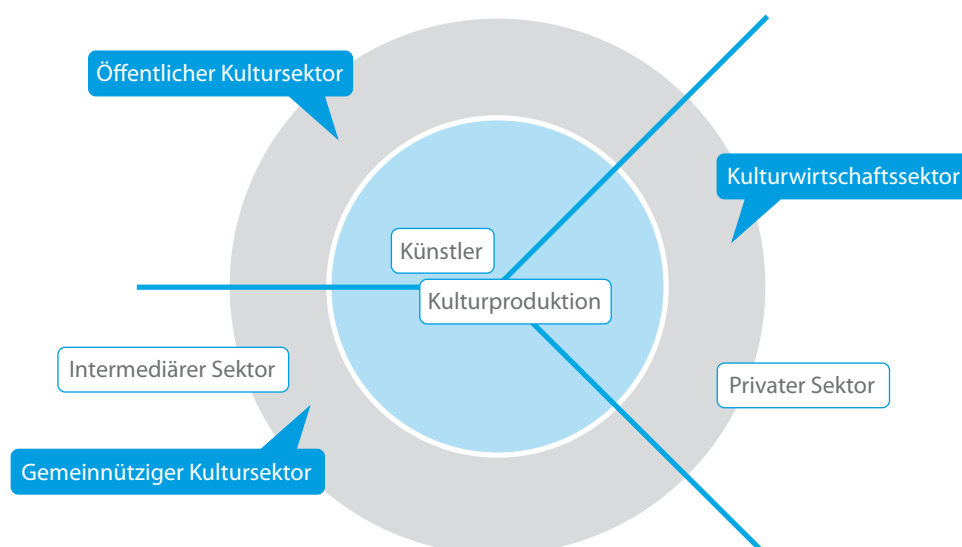 Öffentlicher Kultursektor
Kulturwirtschaftssektor
Künstler
Kulturproduktion
Intermediärer Sektor
Privater Sektor
Gemeinnütziger Kultursektor